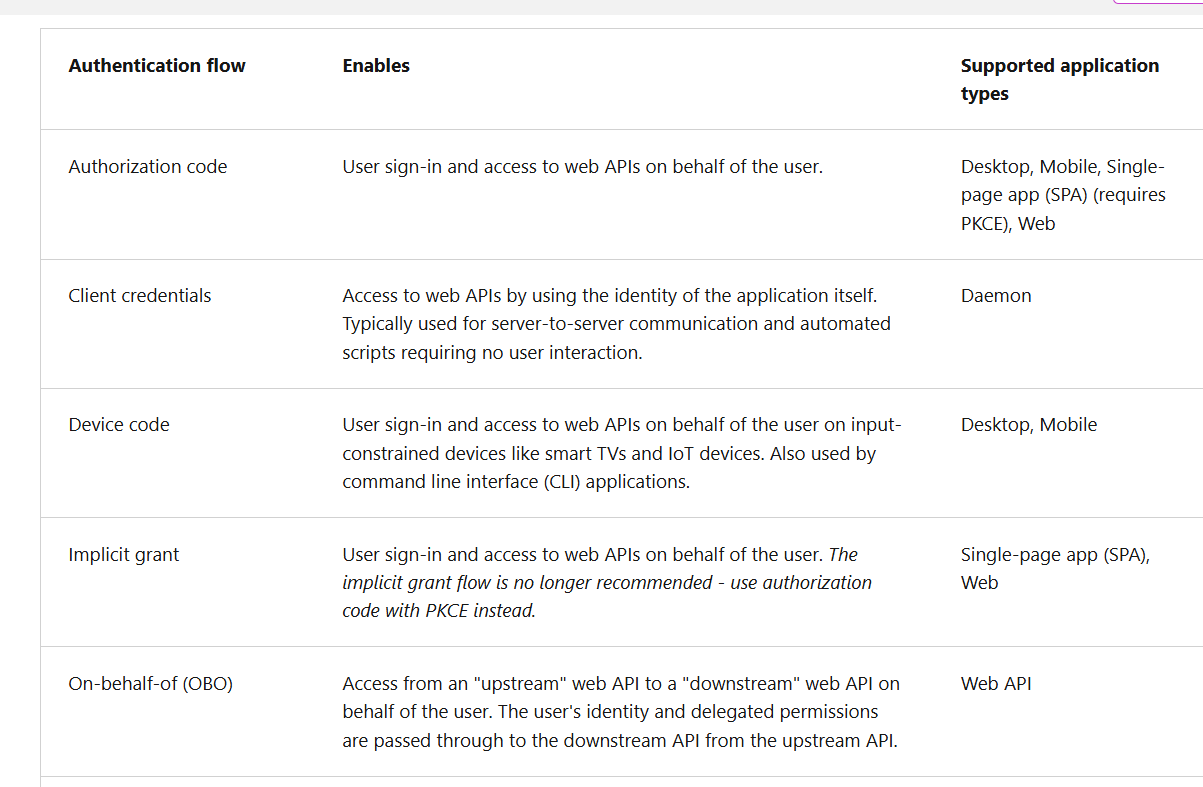 Authentication flow
Enables
Supported application
types
Authorization code
User sign-in and access to web APIs on behalf of the user.
Desktop, Mobile, Single-
page app (SPA) (requires
PKCE), Web
Client credentials
Access to web APIs by using the identity of the application itself.
Typically used for server-to-server communication and automated
scripts requiring no user interaction.
Daemon
Device code
User sign-in and access to web APIs on behalf of the user on input-
constrained devices like smart TVs and IoT devices. Also used by
command line interface (CLI) applications.
Desktop, Mobile
Implicit grant
User sign-in and access to web APIs on behalf of the user. The
implicit grant flow is no longer recommended - use authorization
code with PKCE instead.
Single-page app (SPA),
Web
On-behalf-of (OBO)
Access from an "upstream" web API to a "downstream" web API on
behalf of the user. The user's identity and delegated permissions
are passed through to the downstream API from the upstream API.
Web API